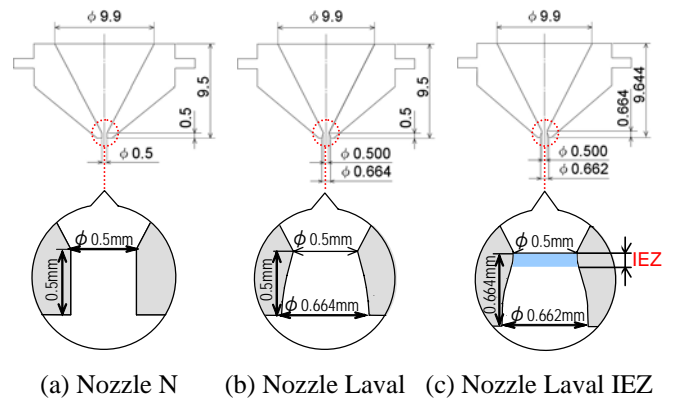 ϕ 9.9
9.5
0.5
ϕ 0.5
ϕ 0.5mm
0.5mm
(a) Nozzle N
ϕ 9.9
9.5
0.5
ϕ 0.500
ϕ 0.664
ϕ 0.5mm
0.5mm
ϕ 0.664mm
(b) Nozzle Laval
ϕ 9.9
9.644
0.664
ϕ 0.500
ϕ 0.662
ϕ 0.5mm
IEZ
0.664mm
ϕ 0.662mm
(c) Nozzle Laval IEZ